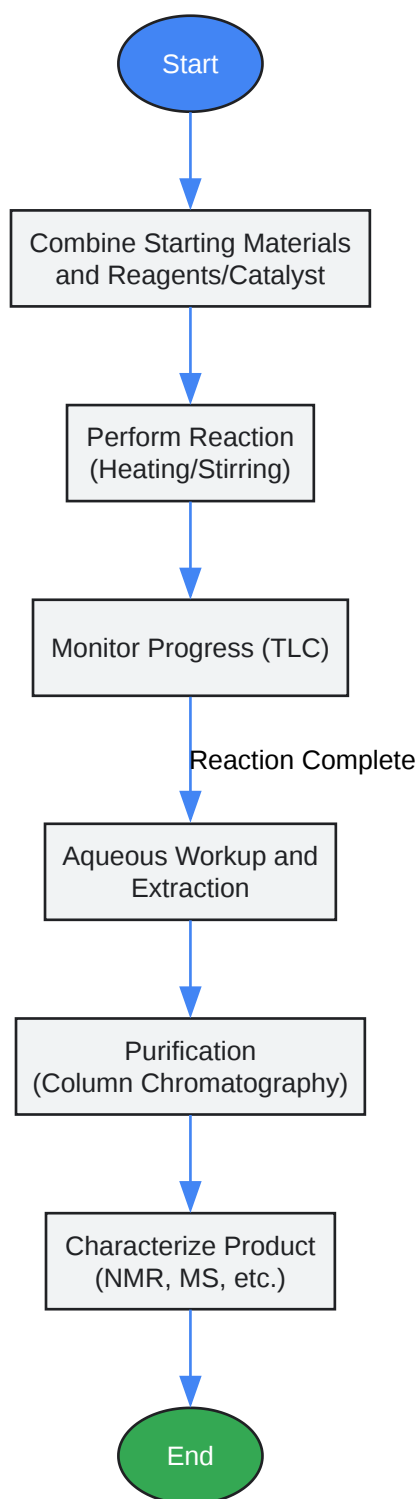 Start
Combine Starting Materials
and Reagents/Catalyst
Perform Reaction
(Heating/Stirring)
Monitor Progress (TLC)
Reaction Complete
Aqueous Workup and
Extraction
Purification
(Column Chromatography)
Characterize Product
(NMR, MS, etc.)
End